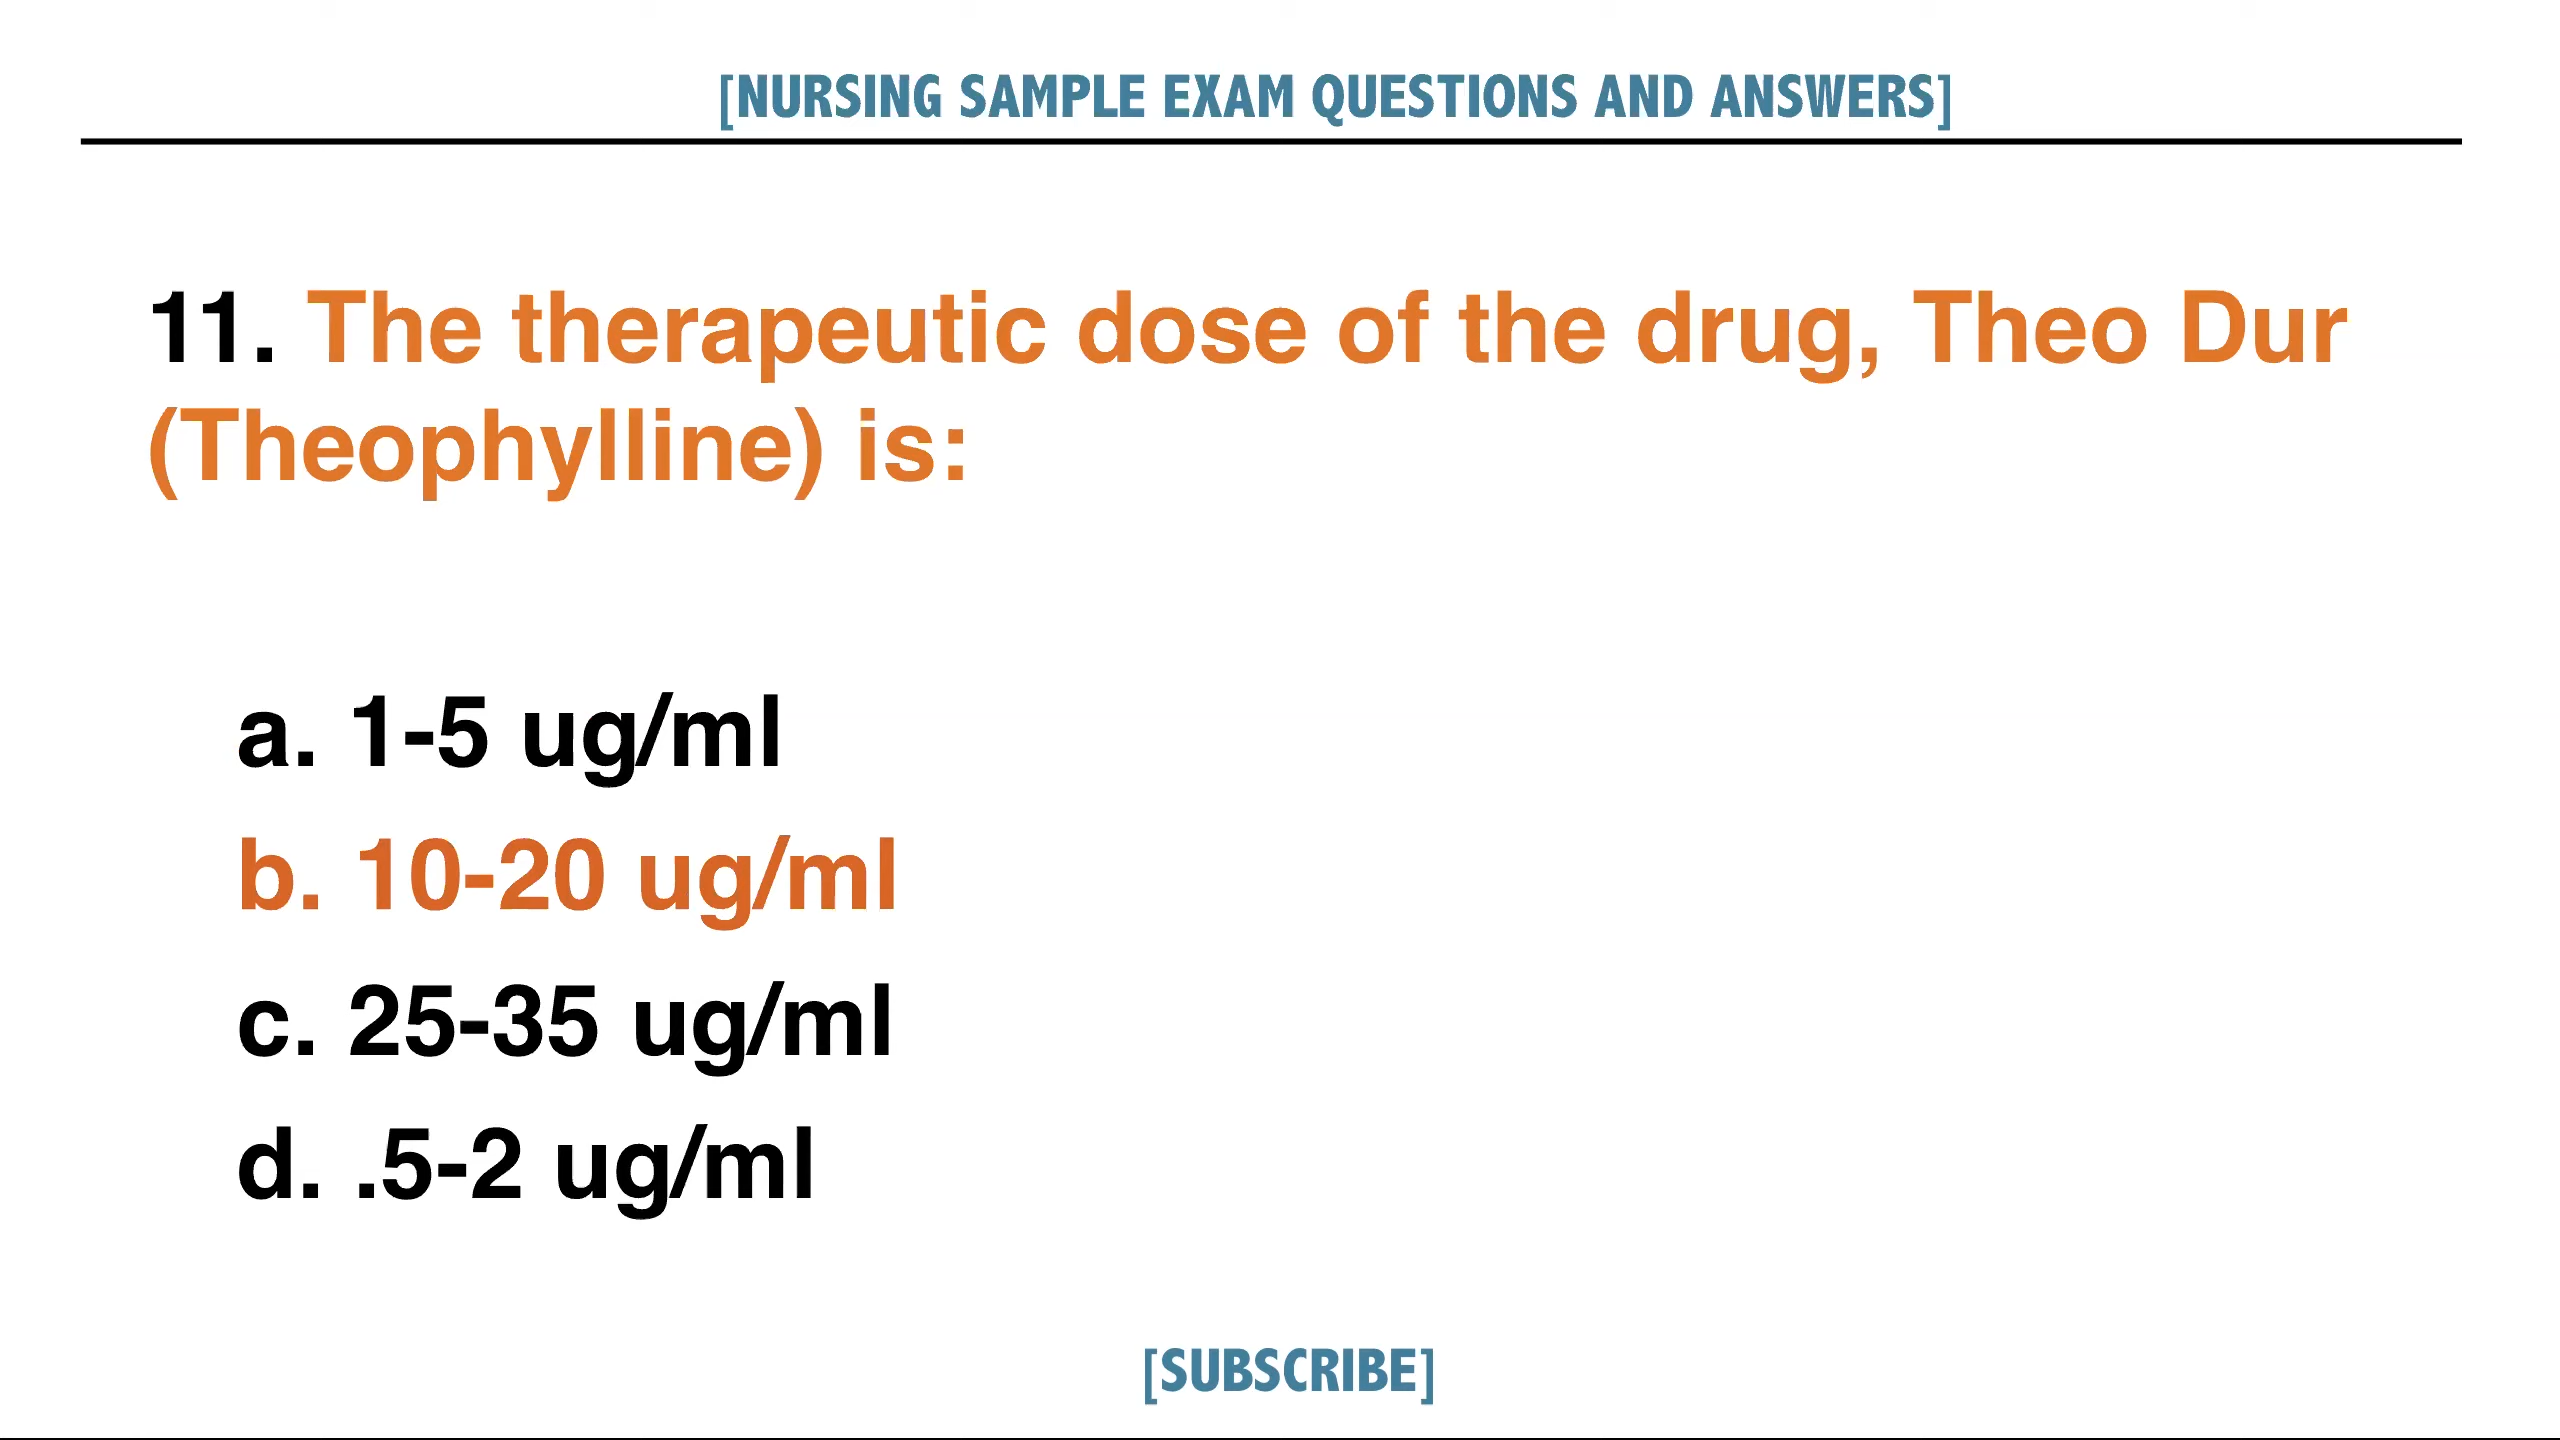 [NURSING SAMPLE EXAM QUESTIONS AND ANSWERS]
11. The therapeutic dose of the drug, Theo Dur
(Theophylline) is:
a. 1-5 ug/ml
b. 10-20 ug/ml
c. 25-35 ug/ml
d. .5-2 ug/ml
[SUBSCRIBE]